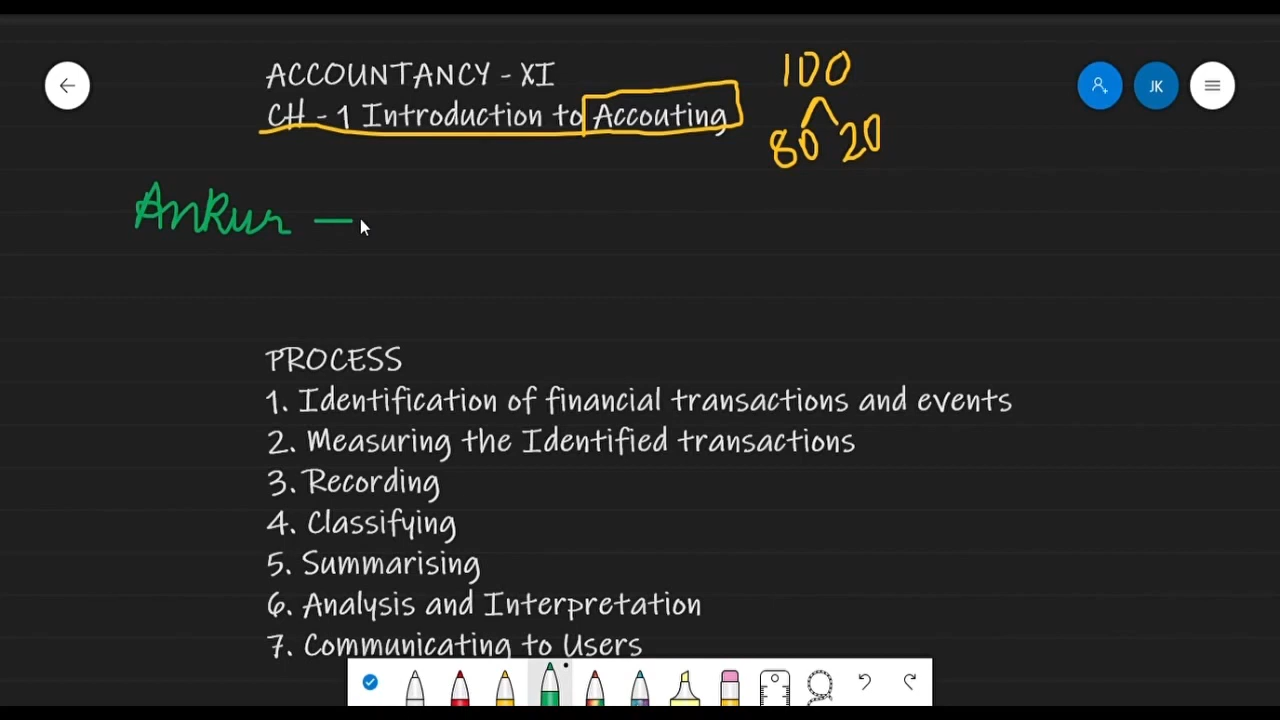 ACCOUNTANCY - XI
CH - 1 Introduction to Accouting
100
80 20
JK
Ankur —
PROCESS
1. Identification of financial transactions and events
2. Measuring the Identified transactions
3. Recording
4. Classifying
5. Summarising
6. Analysis and Interpretation
7. Communicating to Users